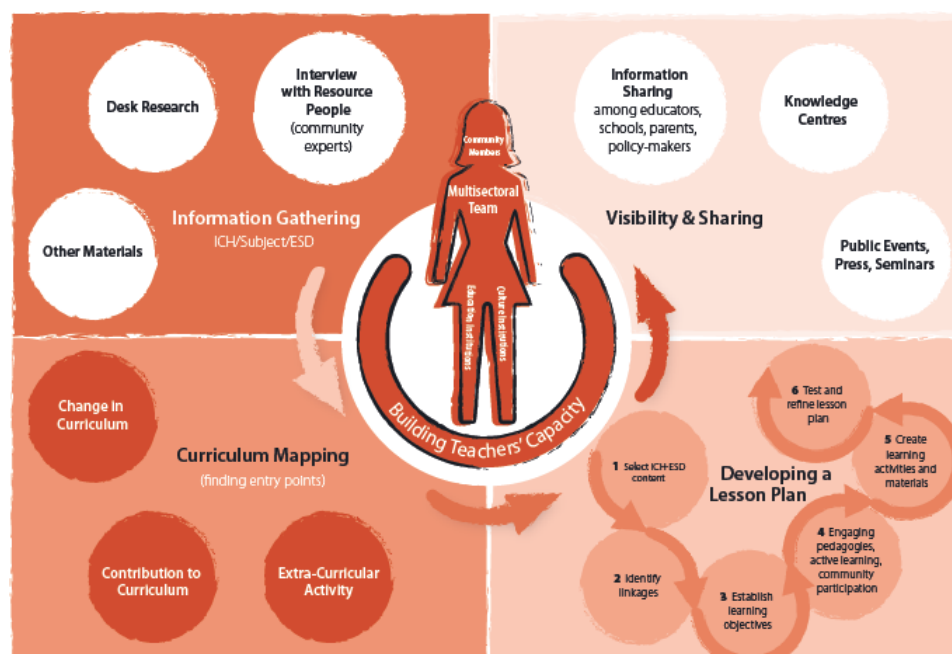 Desk Research
Interview
with Resource
People
(community
experts)
Other Materials
Information Gathering
ICH/Subject/ESD
Community
Members
Multisectoral
Team
Education Institutions
Culture Institutions
Building Teachers' Capacity
Information
Sharing
among educators,
schools, parents,
policy-makers
Knowledge
Centres
Visibility & Sharing
Public Events,
Press, Seminars
Change in
Curriculum
Curriculum Mapping
(finding entry points)
Contribution to
Curriculum
Extra-Curricular
Activity
Developing a
Lesson Plan
1 Select ICH-ESD
content
2 Identify
linkages
3 Establish
learning
objectives
4 Engaging
pedagogies,
active learning,
community
participation
5 Create
learning
activities and
materials
6 Test and
refine lesson
plan